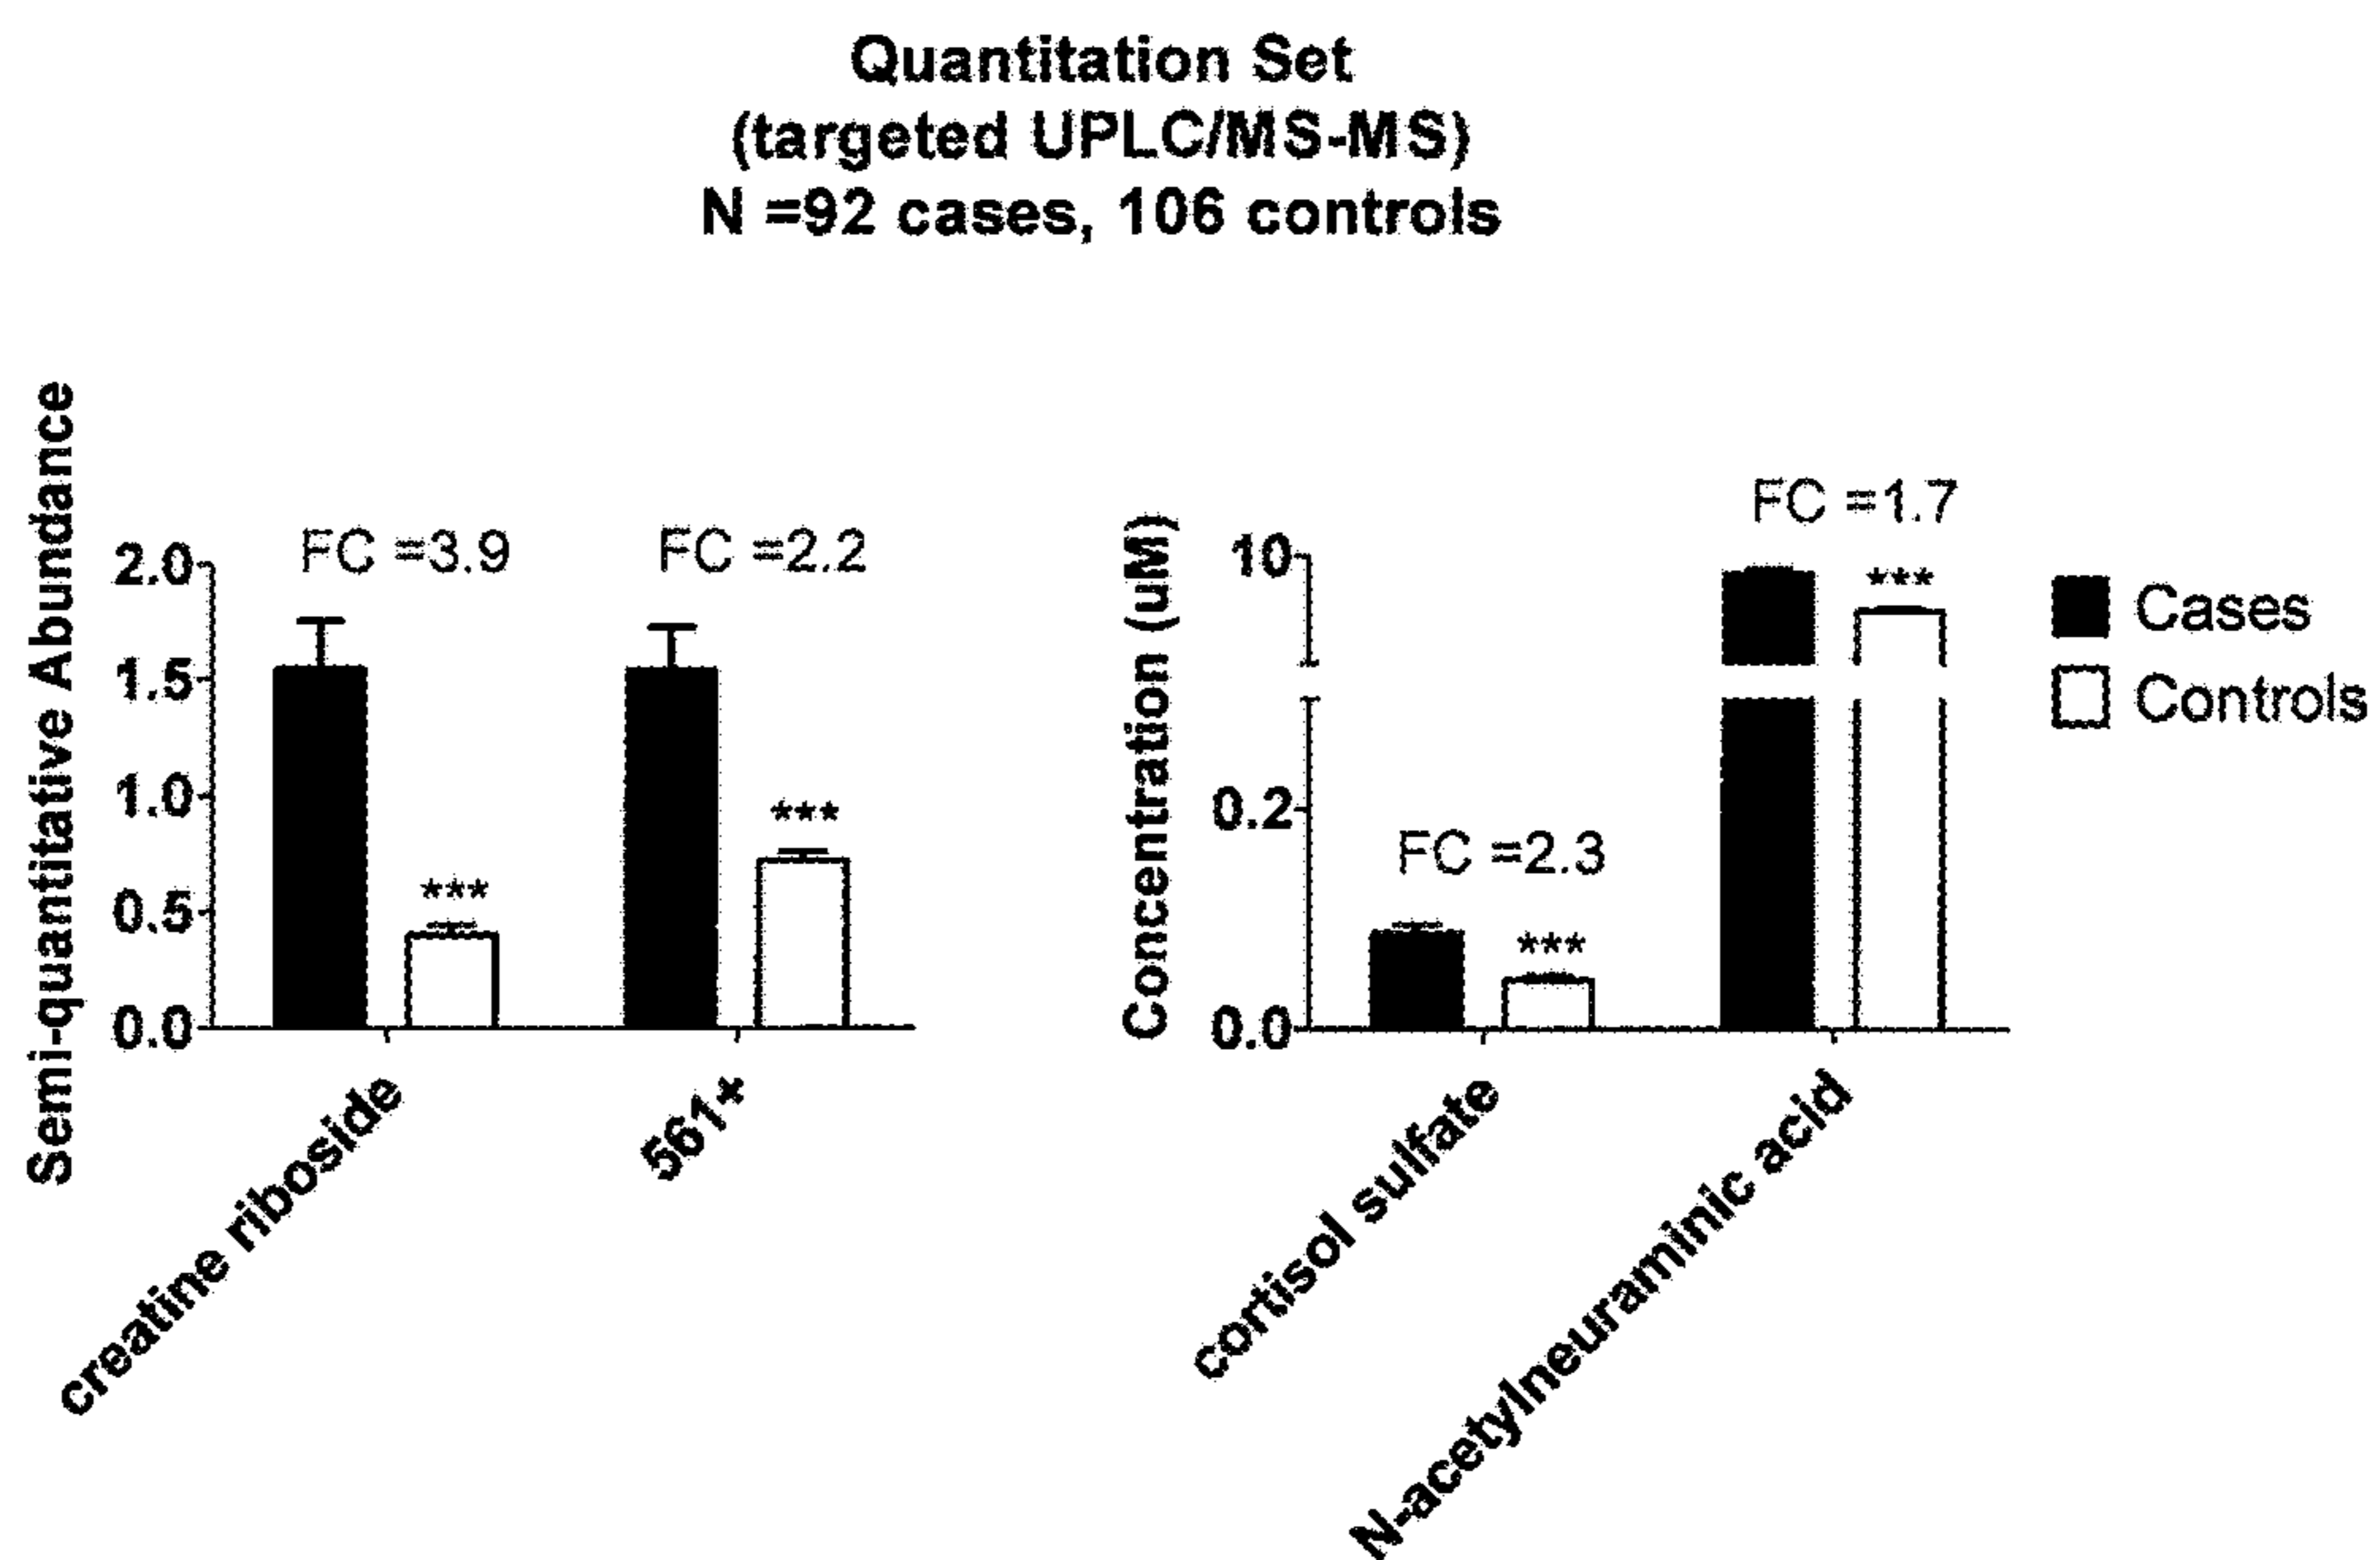 Quantitation Set
(targeted UPLC/MS-MS)
N =92 cases, 106 controls
Semi-quantitative Abundance
2.0
1.5
1.0
0.5
0.0
FC =3.9
***
FC =2.2
***
creatine riboside
561+
Concentration (uM)
10
0.2
0.0
FC =2.3
***
FC =1.7
***
cortisol sulfate
N-acetylneuraminic acid
Cases
Controls